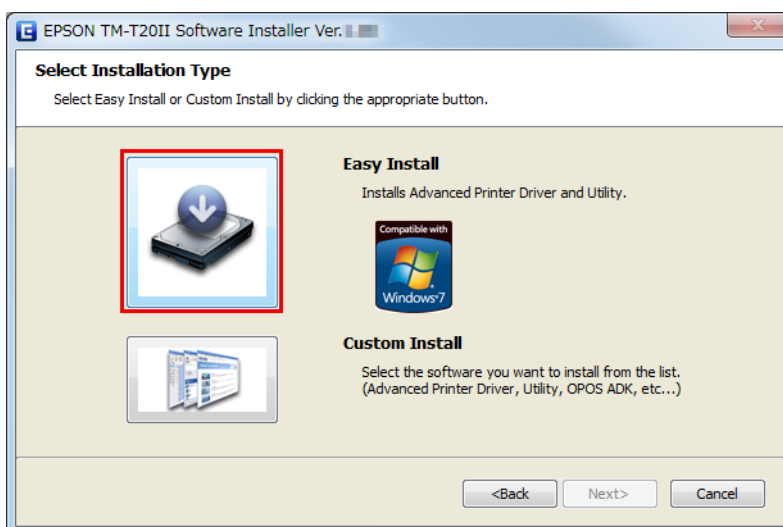 EPSON TM-T20II Software Installer Ver.
Select Installation Type
Select Easy Install or Custom Install by clicking the appropriate button.
Easy Install
Installs Advanced Printer Driver and Utility.
Compatible with
Windows®7
Custom Install
Select the software you want to install from the list.
(Advanced Printer Driver, Utility, OPOS ADK, etc...)
<Back
Next>
Cancel